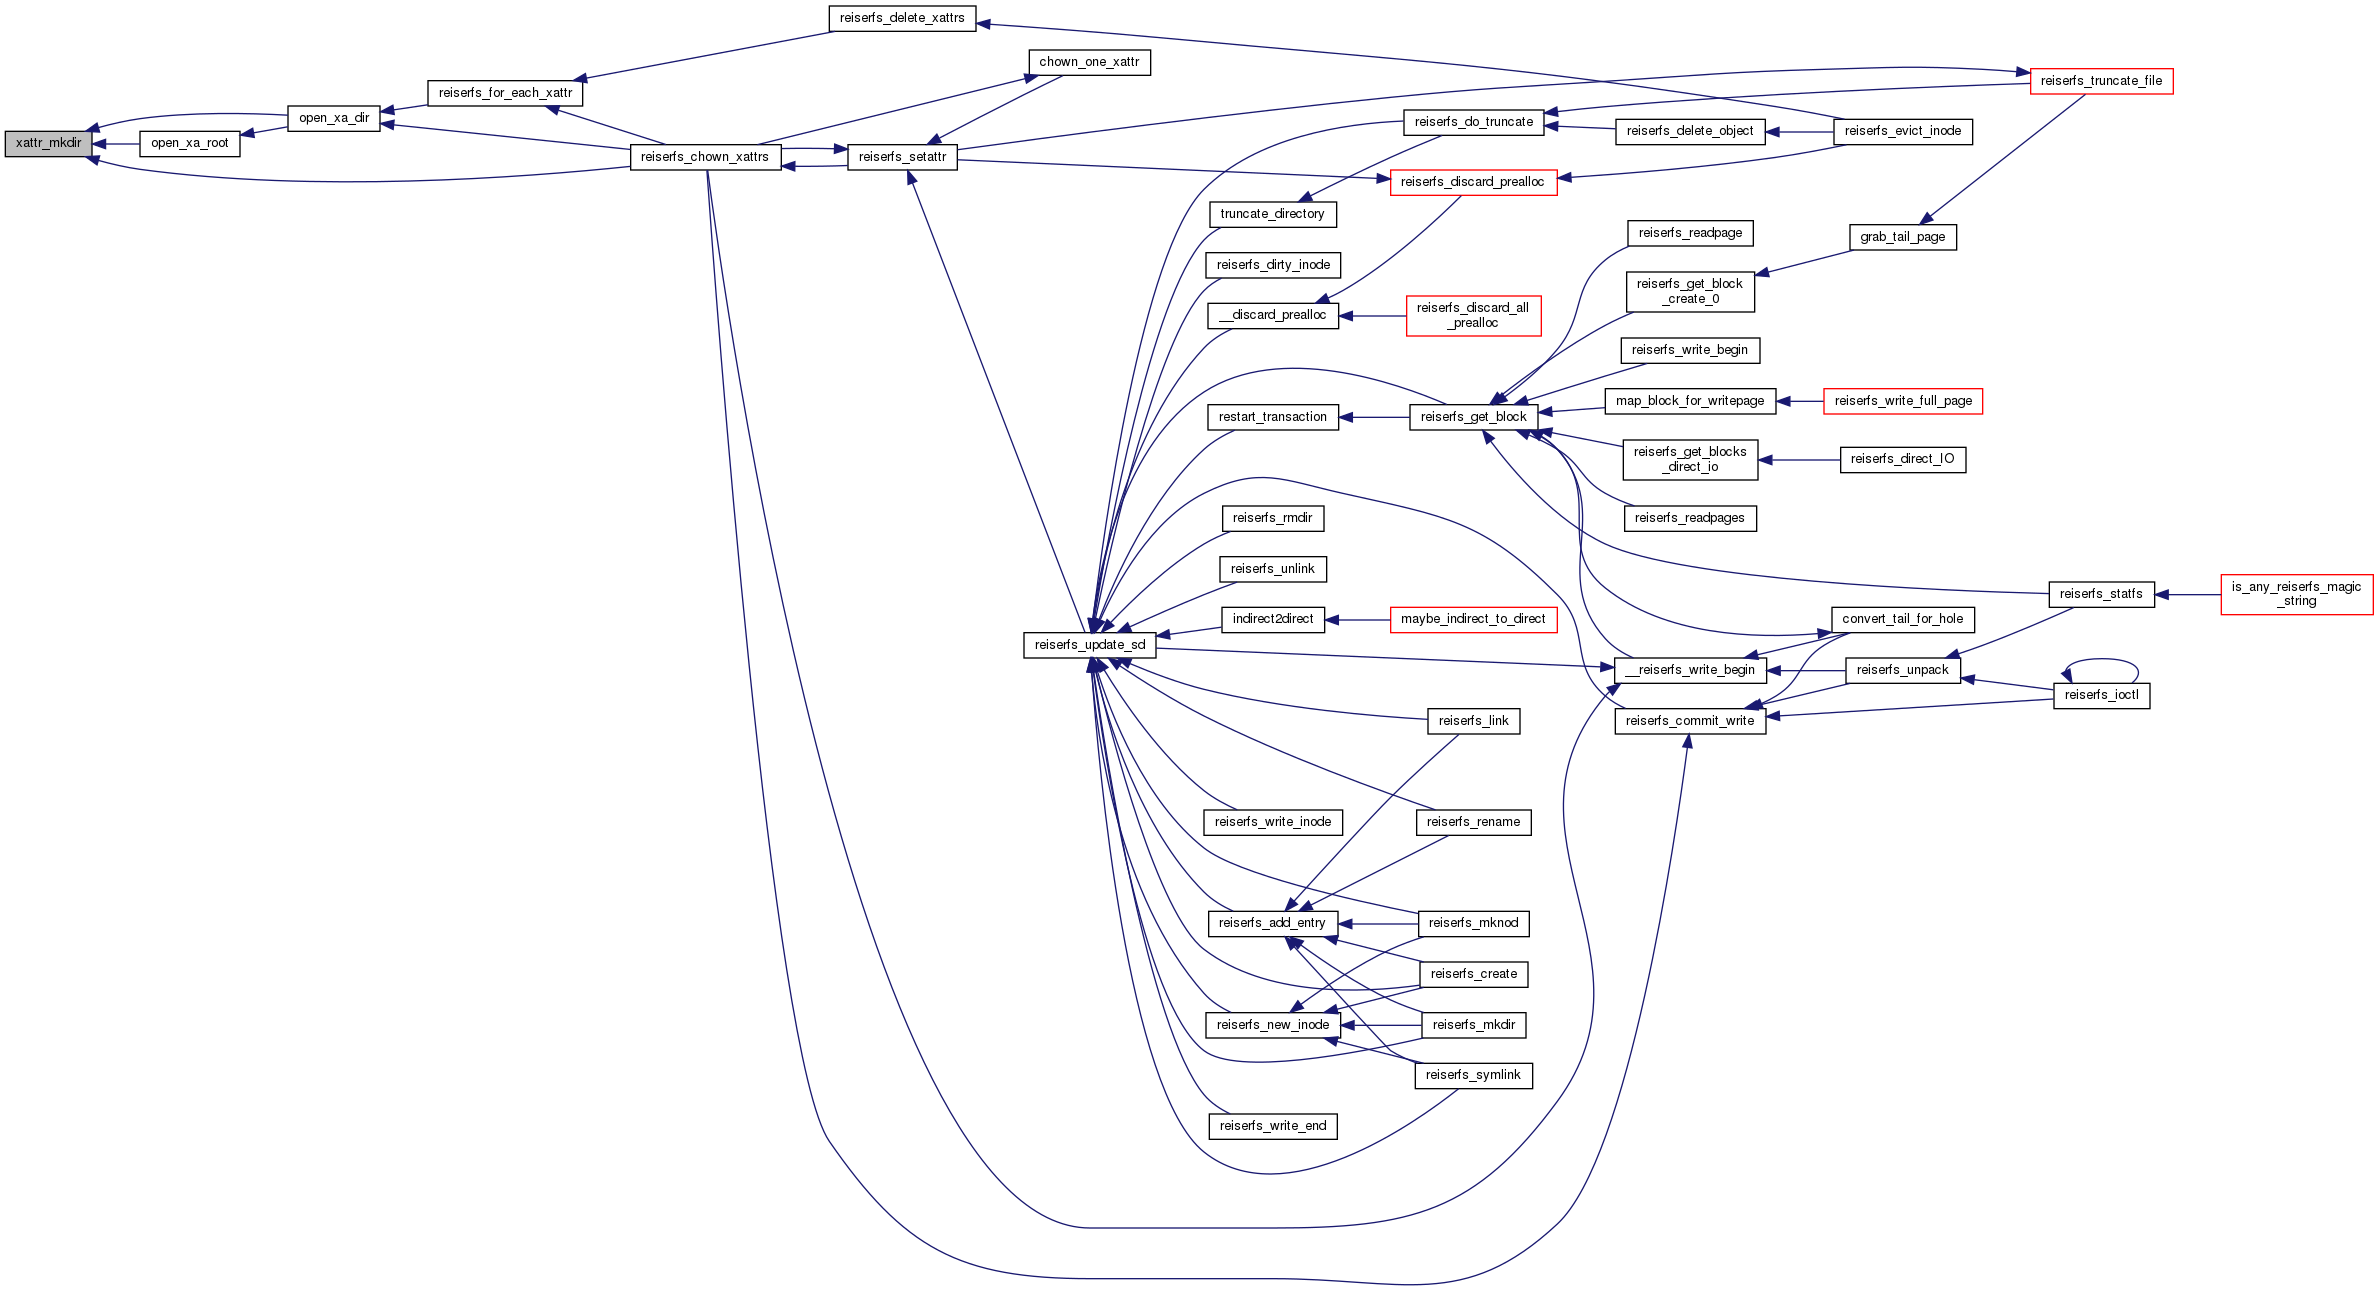 reiserfs_delete_xattrs
chown_one_xattr
reiserfs_truncate_file
reiserfs_for_each_xattr
open_xa_dir
reiserfs_do_truncate
reiserfs_delete_object
reiserfs_evict_inode
xattr_mkdir
open_xa_root
reiserfs_chown_xattrs
reiserfs_setattr
reiserfs_discard_prealloc
truncate_directory
reiserfs_readpage
grab_tail_page
reiserfs_dirty_inode
reiserfs_get_block
_create_0
__discard_prealloc
reiserfs_discard_all
_prealloc
reiserfs_write_begin
map_block_for_writepage
reiserfs_write_full_page
restart_transaction
reiserfs_get_block
reiserfs_get_blocks
_direct_io
reiserfs_direct_IO
reiserfs_rmdir
reiserfs_readpages
reiserfs_unlink
reiserfs_statfs
is_any_reiserfs_magic
_string
indirect2direct
maybe_indirect_to_direct
convert_tail_for_hole
reiserfs_update_sd
__reiserfs_write_begin
reiserfs_unpack
reiserfs_ioctl
reiserfs_link
reiserfs_commit_write
reiserfs_write_inode
reiserfs_rename
reiserfs_add_entry
reiserfs_mknod
reiserfs_create
reiserfs_new_inode
reiserfs_mkdir
reiserfs_symlink
reiserfs_write_end